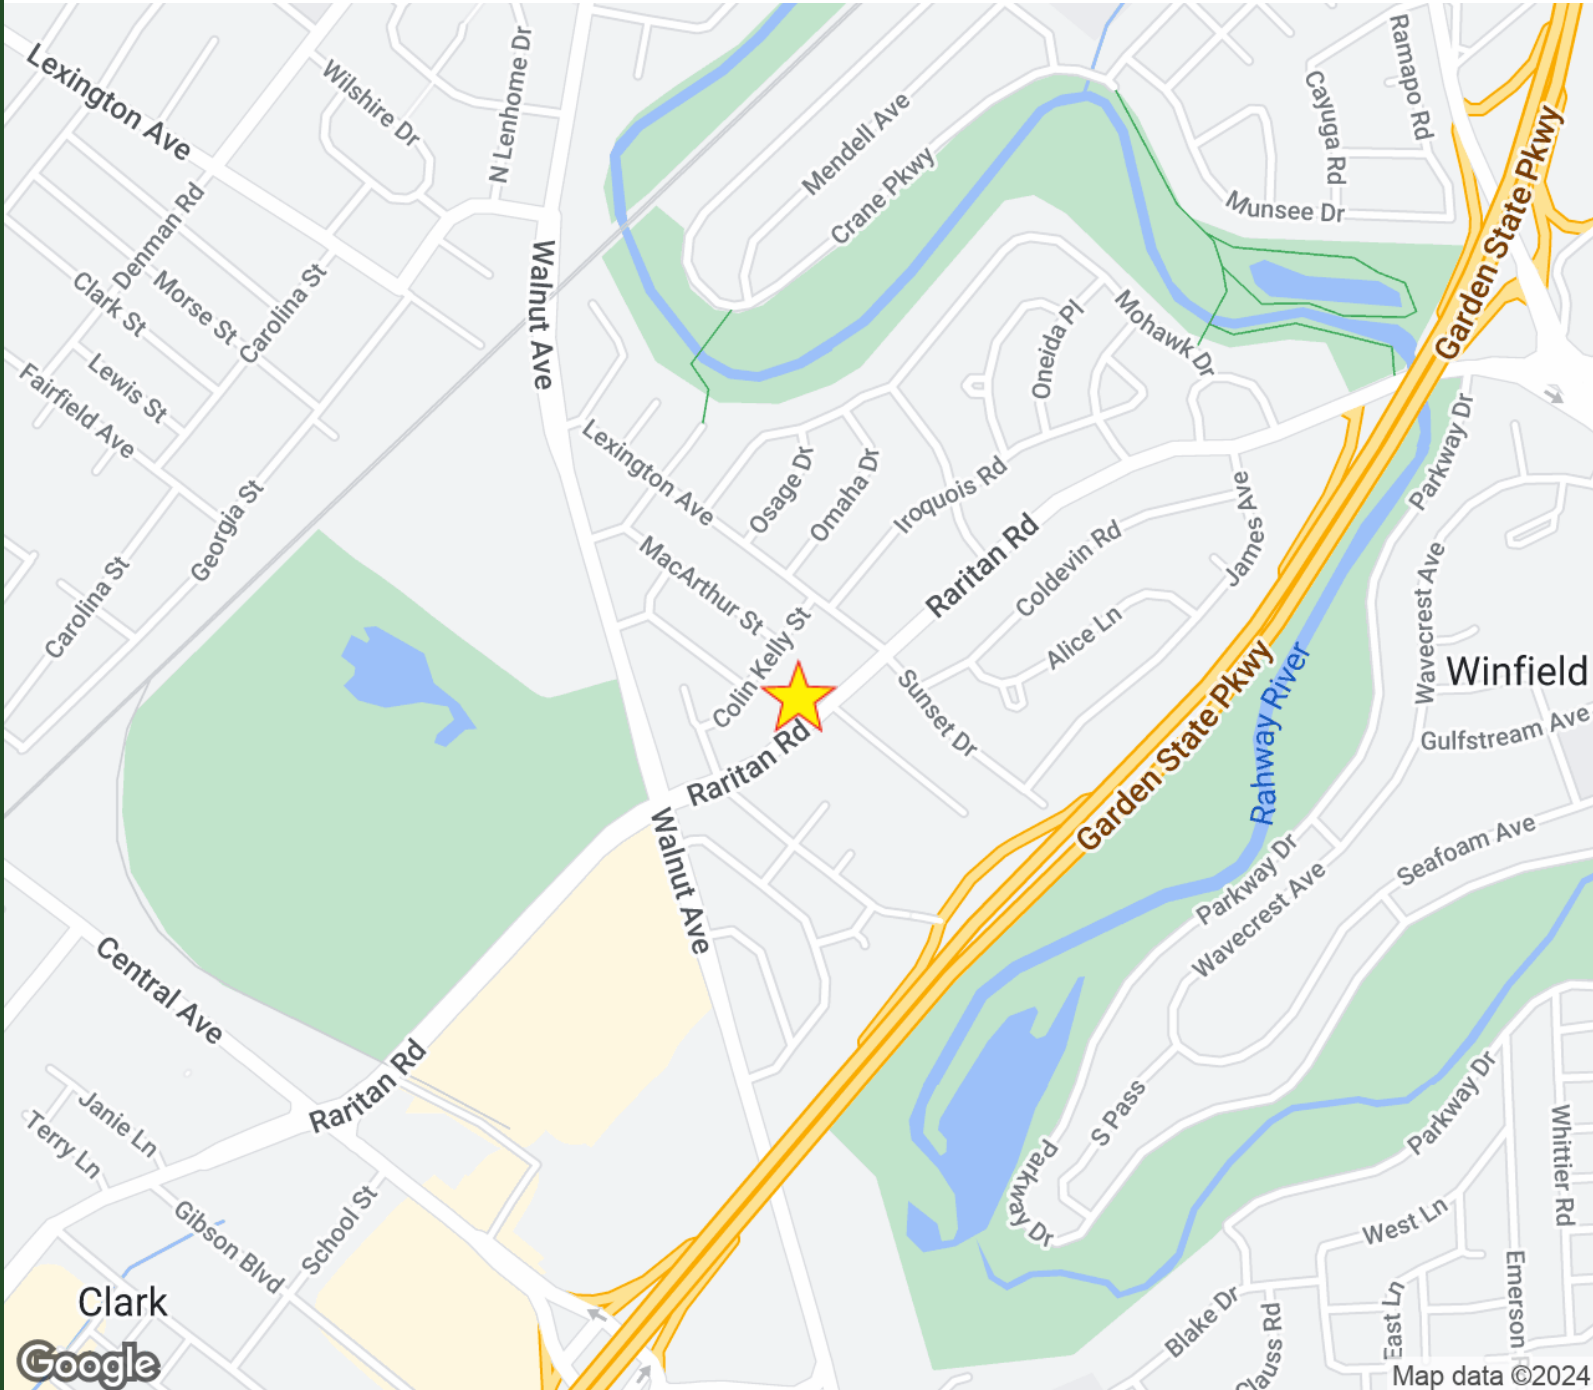 Lexington Ave
Wilshire Dr
N Lenhome Dr
Mendell Ave
Crane Pkwy
Cayuga Rd
Ramapo Rd
Munsee Dr
Garden State Pkwy
Denman Rd
Clark St
Morse St
Carolina St
Walnut Ave
Lewis St
Fairfield Ave
Oneida Pl
Mohawk Dr
Lexington Ave
Osage Dr
Omaha Dr
Iroquois Rd
Parkway Dr
Georgia St
Carolina St
MacArthur St
Raritan Rd
Coldevin Rd
James Ave
Alice Ln
Colin Kelly St
Sunset Dr
Wavecrest Ave
Winfield
Gulfstream Ave
Garden State Pkwy
Rahway River
Raritan Rd
Walnut Ave
Parkway Dr
Wavecrest Ave
Seafoam Ave
Central Ave
Raritan Rd
Janie Ln
Terry Ln
Gibson Blvd
School St
S Pass
Parkway Dr
Parkway Dr
Whittier Rd
West Ln
Emerson
Blake Dr
Clauss Rd
East Ln
Clark
Google
Map data ©2024